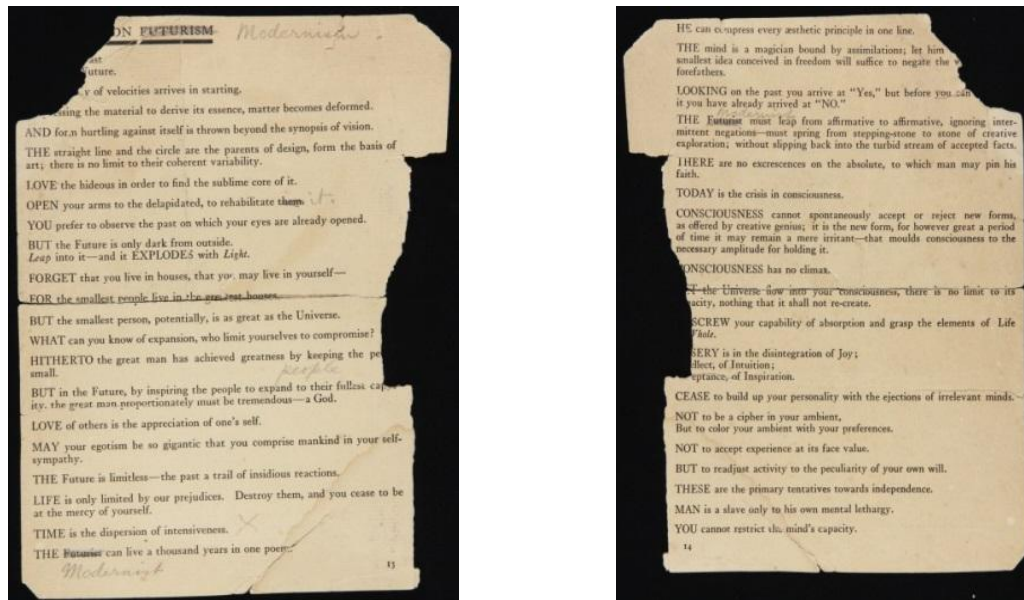 ON FUTURISM Modernism .
ast
uture.
y of velocities arrives in starting.
ssing the material to derive its essence, matter becomes deformed.
AND form hurtling against itself is thrown beyond the synopsis of vision.
THE straight line and the circle are the parents of design, form the basis of
art; there is no limit to their coherent variability.
LOVE the hideous in order to find the sublime core of it.
OPEN your arms to the delapidated, to rehabilitate them. it.
YOU prefer to observe the past on which your eyes are already opened.
BUT the Future is only dark from outside.
Leap into it—and it EXPLODES with Light.
FORGET that you live in houses, that you may live in yourself—
FOR the smallest people live in the greatest houses.
BUT the smallest person, potentially, is as great as the Universe.
WHAT can you know of expansion, who limit yourselves to compromise?
HITHERTO the great man has achieved greatness by keeping the pe
small.
people
BUT in the Future, by inspiring the people to expand to their fullest cap
ity, the great man proportionately must be tremendous—a God.
LOVE of others is the appreciation of one's self.
MAY your egotism be so gigantic that you comprise mankind in your self-
sympathy.
THE Future is limitless—the past a trail of insidious reactions.
LIFE is only limited by our prejudices. Destroy them, and you cease to be
at the mercy of yourself.
TIME is the dispersion of intensiveness. X
THE Futurist can live a thousand years in one poem.
Modernist
13
HE can compress every æsthetic principle in one line.
THE mind is a magician bound by assimilations; let him
smallest idea conceived in freedom will suffice to negate the w
forefathers.
LOOKING on the past you arrive at "Yes," but before you can
it you have already arrived at "NO."
THE Futurist must leap from affirmative to affirmative, ignoring inter-
mittent negations—must spring from stepping-stone to stone of creative
exploration; without slipping back into the turbid stream of accepted facts.
THERE are no excrescences on the absolute, to which man may pin his
faith.
TODAY is the crisis in consciousness.
CONSCIOUSNESS cannot spontaneously accept or reject new forms,
as offered by creative genius; it is the new form, for however great a period
of time it may remain a mere irritant—that moulds consciousness to the
necessary amplitude for holding it.
ONSCIOUSNESS has no climax.
T the Universe flow into your consciousness, there is no limit to its
pacity, nothing that it shall not re-create.
SCREW your capability of absorption and grasp the elements of Life
Whole.
SERY is in the disintegration of Joy;
ellect, of Intuition;
eptance, of Inspiration.
CEASE to build up your personality with the ejections of irrelevant minds.
NOT to be a cipher in your ambient,
But to color your ambient with your preferences.
NOT to accept experience at its face value.
BUT to readjust activity to the peculiarity of your own will.
THESE are the primary tentatives towards independence.
MAN is a slave only to his own mental lethargy.
YOU cannot restrict the mind's capacity.
14